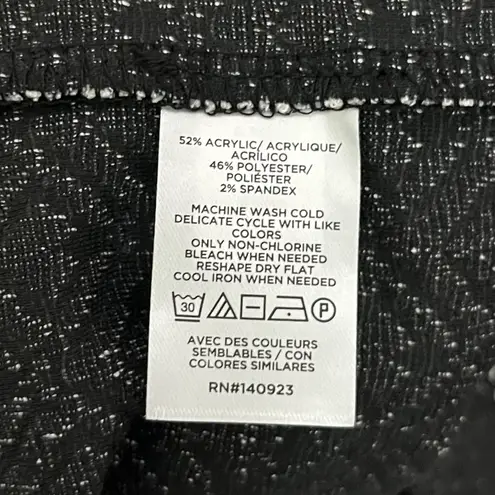 52% ACRYLIC/ ACRYLIQUE/
ACRÍLICO
46% POLYESTER/
POLIÉSTER
2% SPANDEX
MACHINE WASH COLD
DELICATE CYCLE WITH LIKE
COLORS
ONLY NON-CHLORINE
BLEACH WHEN NEEDED
RESHAPE DRY FLAT
COOL IRON WHEN NEEDED
30 P
AVEC DES COULEURS
SEMBLABLES / CON
COLORES SIMILARES
RN#140923